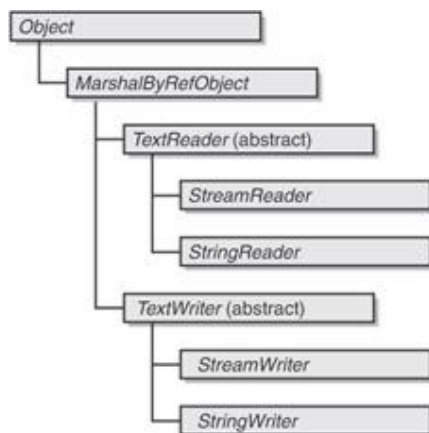 Object
MarshalByRefObject
TextReader (abstract)
StreamReader
StringReader
TextWriter (abstract)
StreamWriter
StringWriter